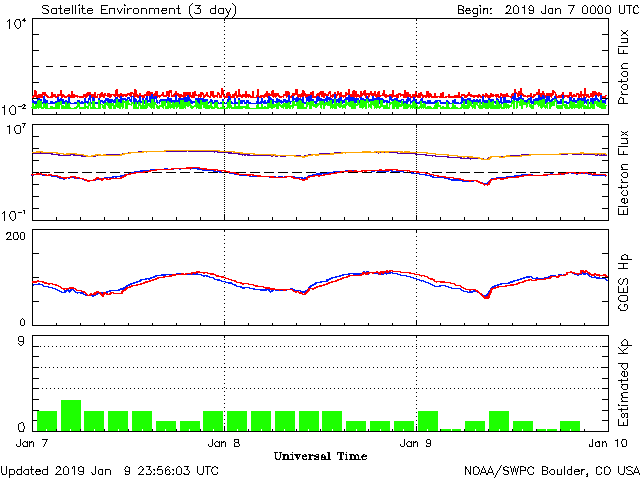 Satellite Environment (3 day) Begin: 2019 Jan 7 0000 UTC
10^4
10^-2
Proton Flux
10^7
10^-1
Electron Flux
200
0
GOES Hp
9
0
Estimated Kp
Jan 7 Jan 8 Jan 9 Jan 10
Universal Time
Updated 2019 Jan 9 23:56:03 UTC NOAA/SWPC Boulder, CO USA